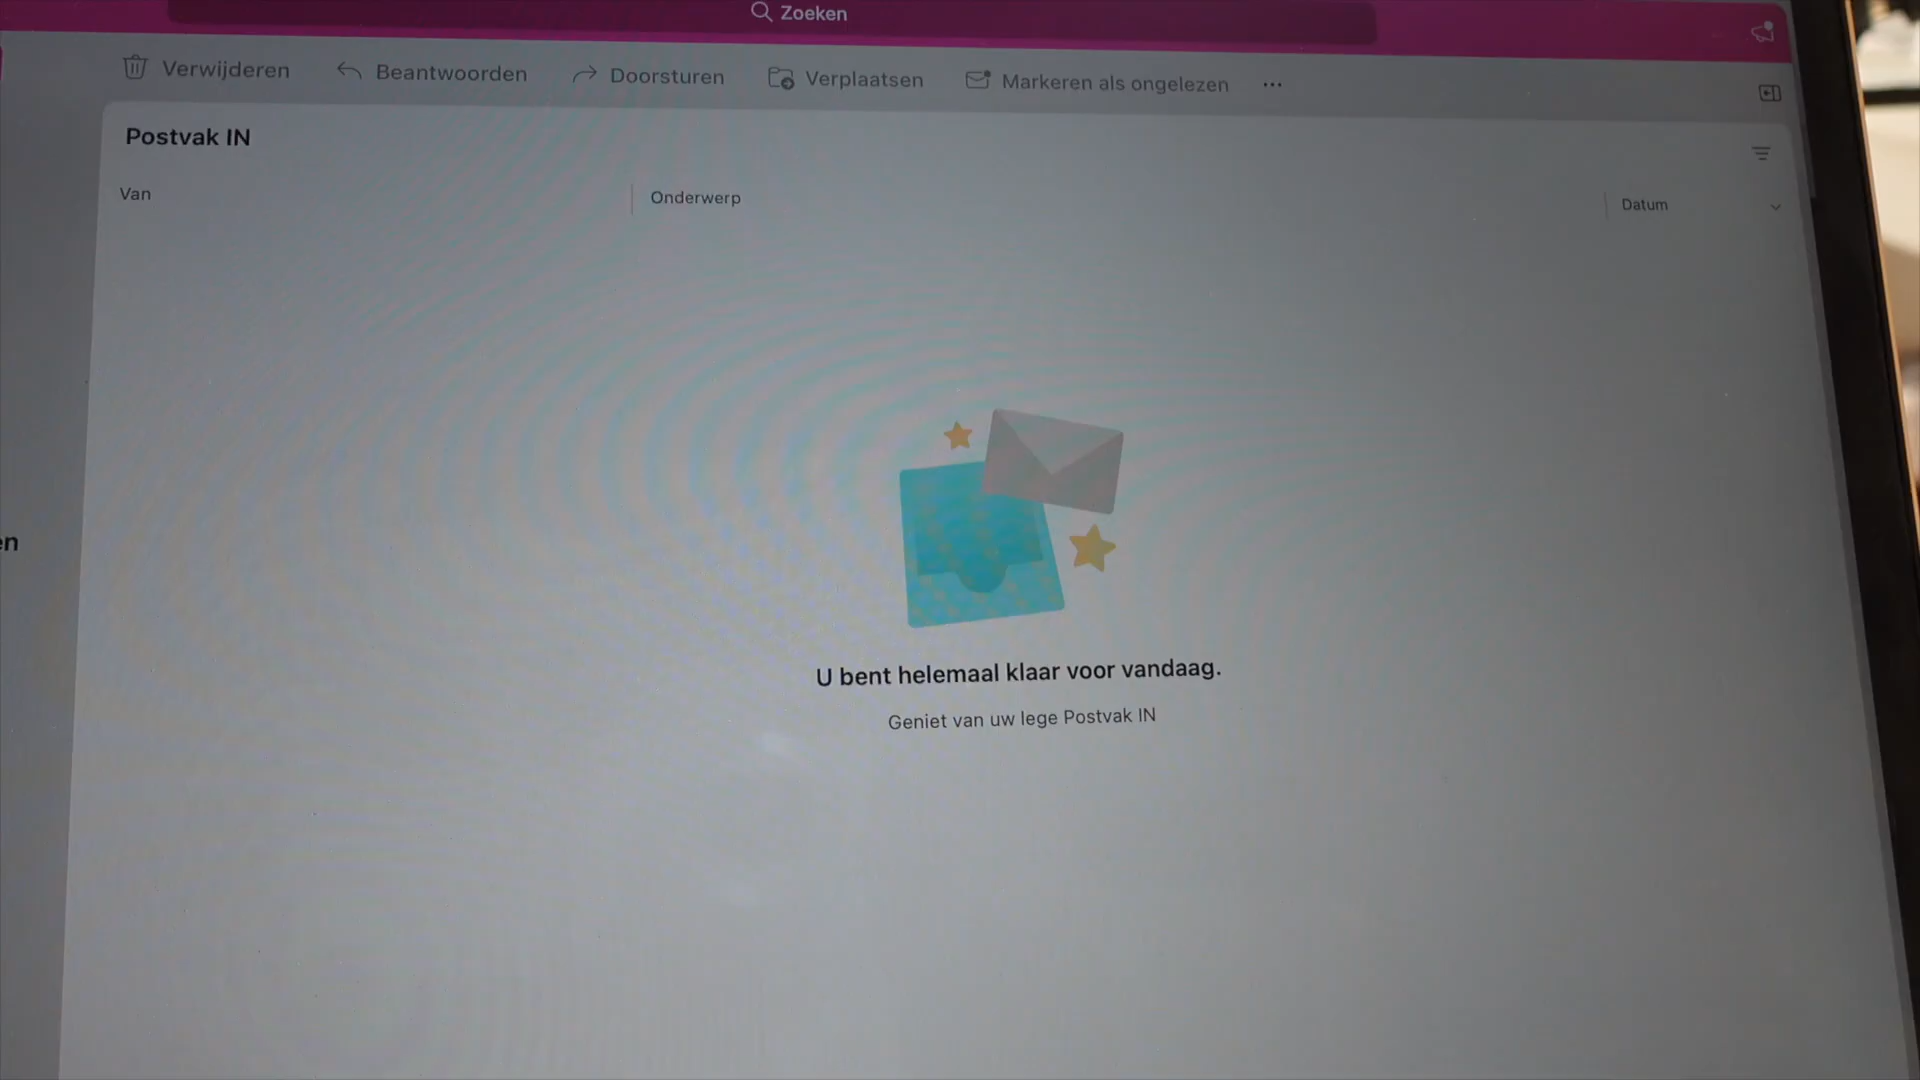 Zoeken
Verwijderen Beantwoorden Doorsturen Verplaatsen Markeren als ongelezen ...
Postvak IN
Van Onderwerp Datum
en
U bent helemaal klaar voor vandaag.
Geniet van uw lege Postvak IN